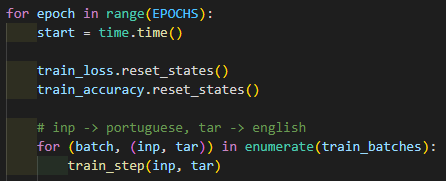 for epoch in range(EPOCHS):
    start = time.time()

    train_loss.reset_states()
    train_accuracy.reset_states()

    # inp -> portuguese, tar -> english
    for (batch, (inp, tar)) in enumerate(train_batches):
        train_step(inp, tar)